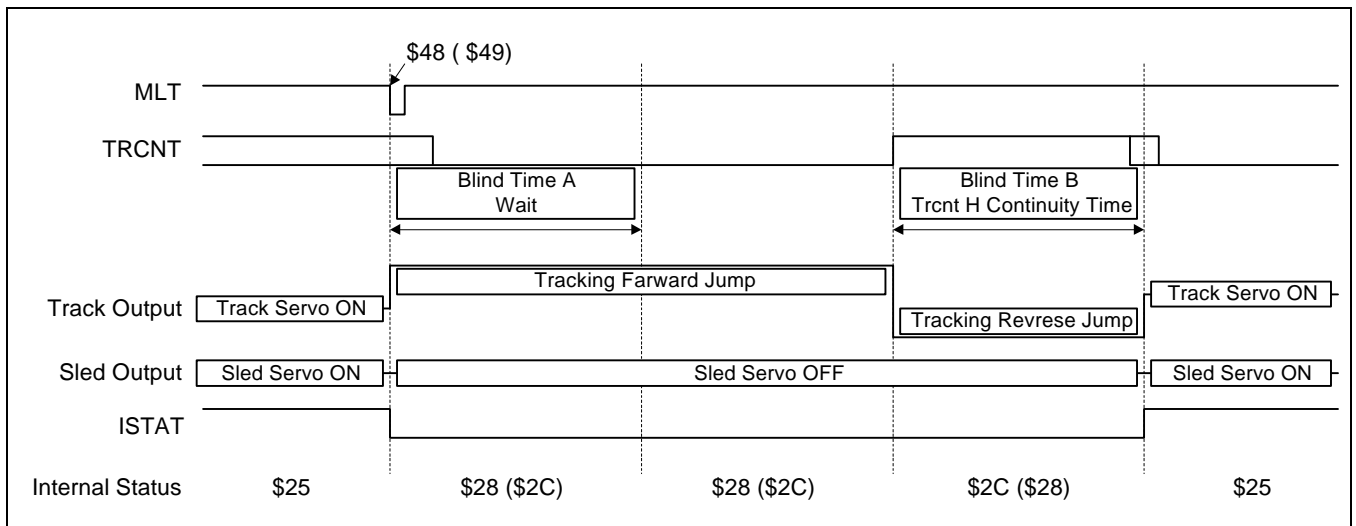 $48 ( $49)
MLT
TRCNT
Blind Time A
Wait
Blind Time B
Trcnt H Continuity Time
Track Output
Track Servo ON
Tracking Farward Jump
Tracking Revrese Jump
Track Servo ON
Sled Output
Sled Servo ON
Sled Servo OFF
Sled Servo ON
ISTAT
Internal Status
$25
$28 ($2C)
$28 ($2C)
$2C ($28)
$25